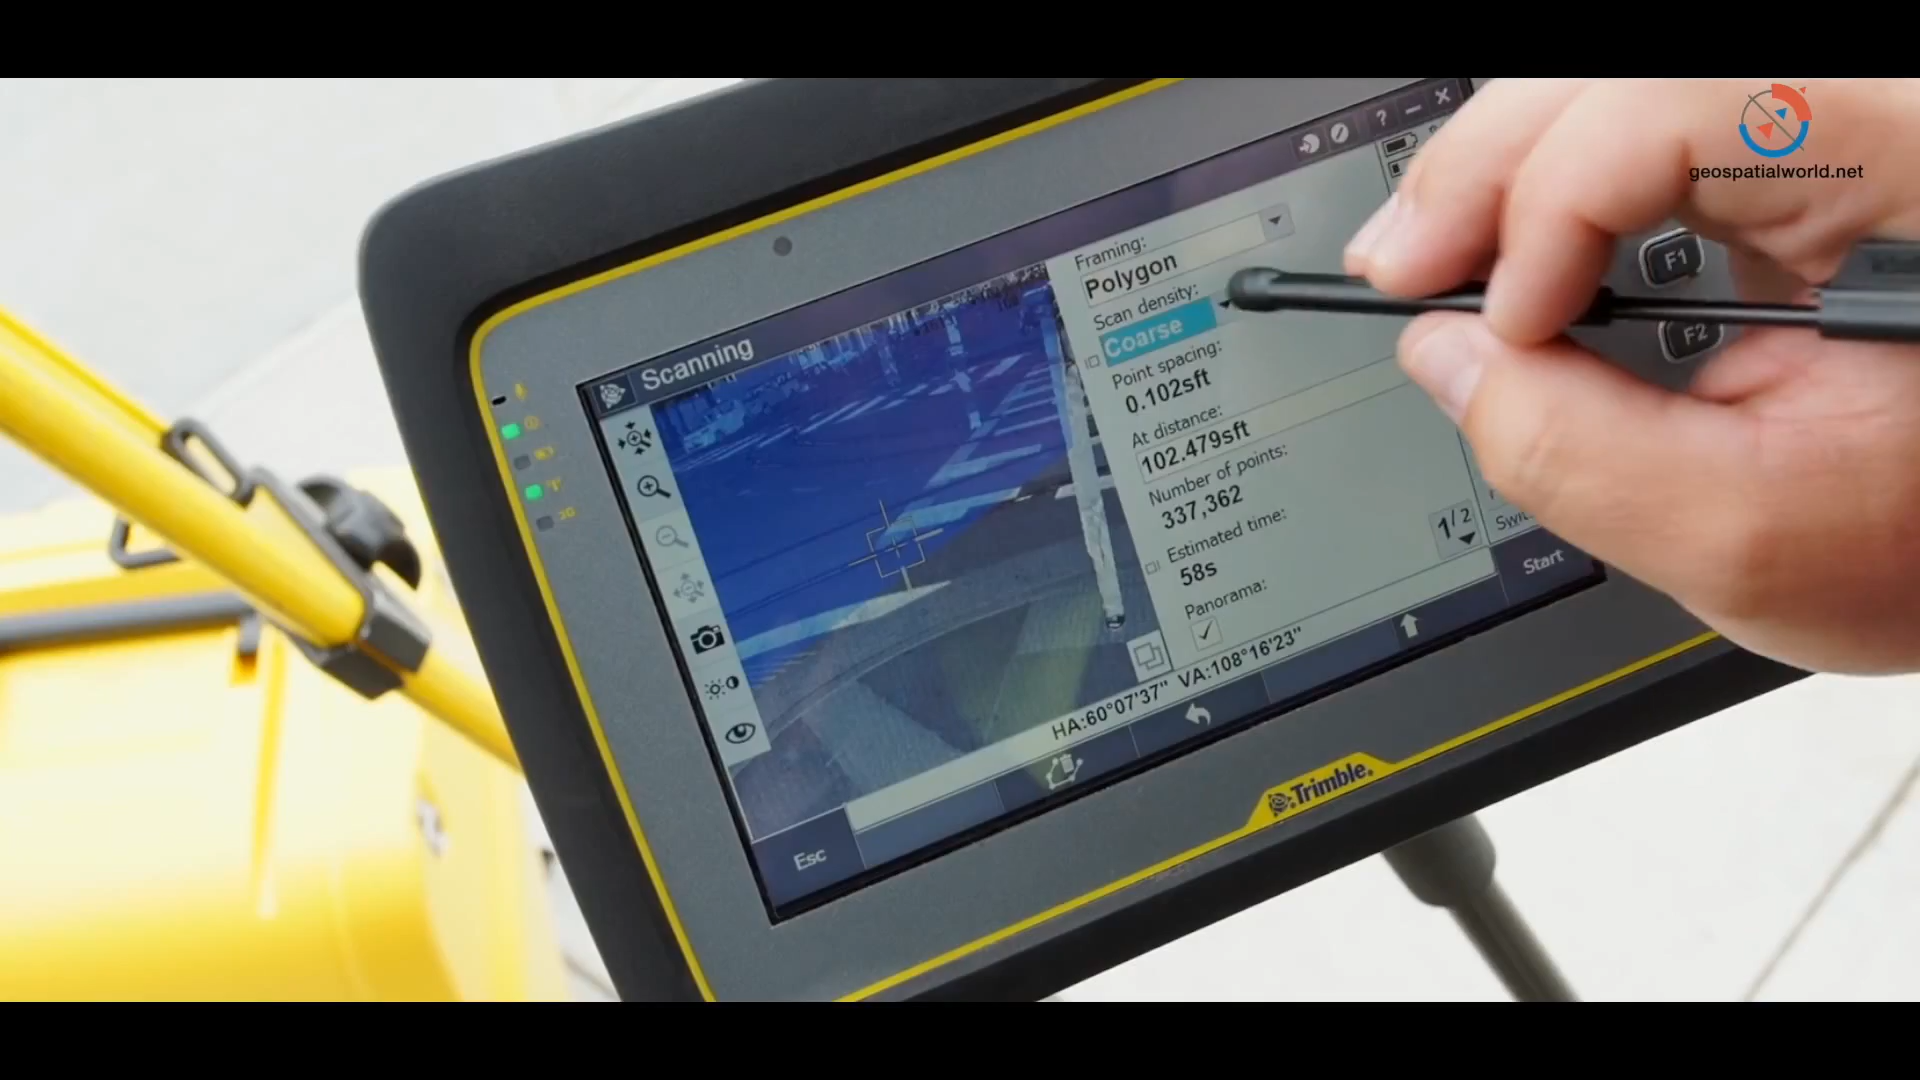 geospatialworld.net
Scanning
Framing:
Polygon
Scan density:
Coarse
Point spacing:
0.102sft
At distance:
102.479sft
Number of points:
337,362
Estimated time:
58s
Panorama:
1/2
HA:60°07'37" VA:108°16'23"
Esc
Start
F1
F2
Trimble.